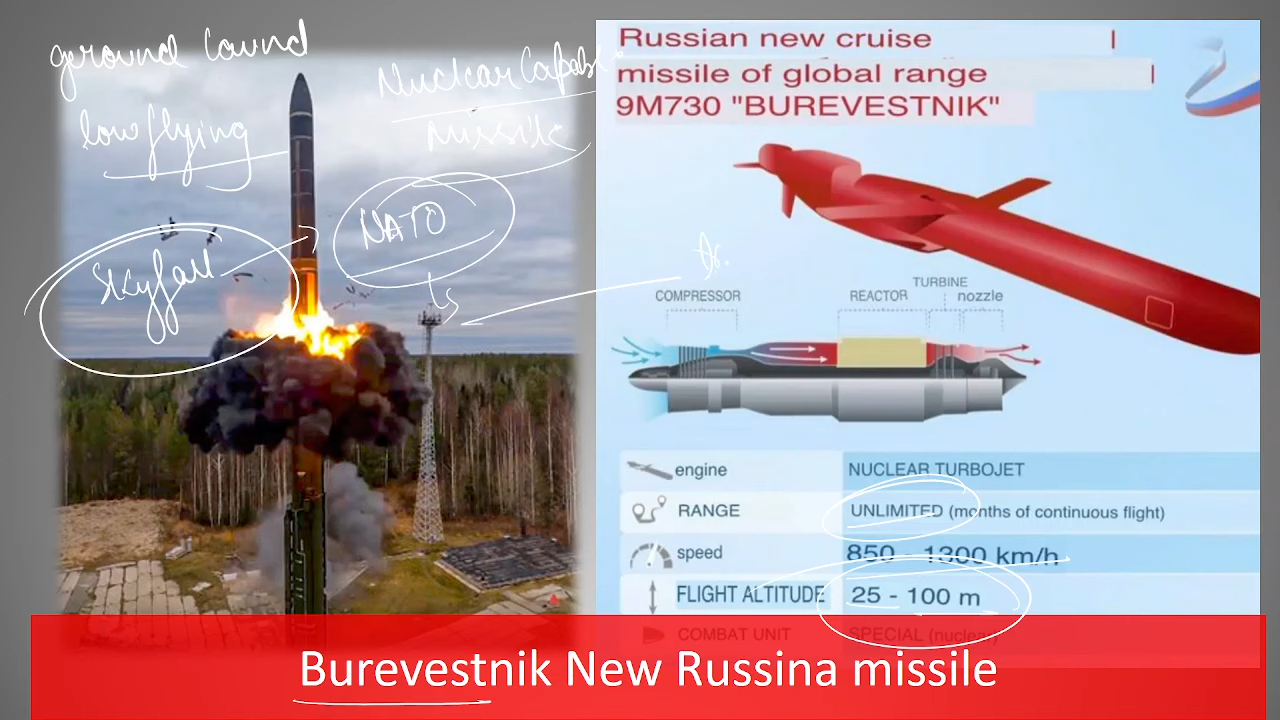 ground Lound
low flying
Nuclear Capabl
missile
NATO
Skyfall
Russian new cruise
missile of global range
9M730 "BUREVESTNIK"
COMPRESSOR
REACTOR
TURBINE
nozzle
engine NUCLEAR TURBOJET
RANGE UNLIMITED (months of continuous flight)
speed 850 - 1300 km/h
FLIGHT ALTITUDE 25 - 100 m
COMBAT UNIT SPECIAL (nuclear)
Burevestnik New Russina missile